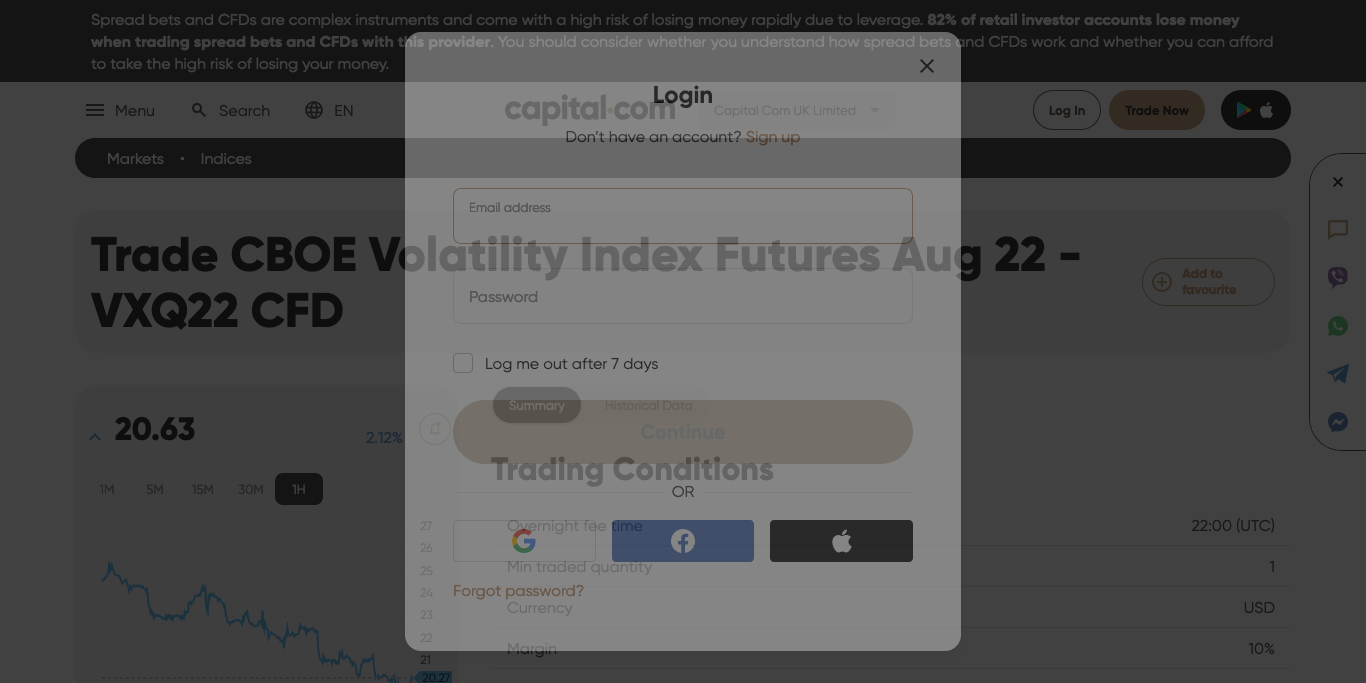 Spread bets and CFDs are complex instruments and come with a high risk of losing money rapidly due to leverage. 82% of retail investor accounts lose money
when trading spread bets and CFDs with this provider. You should consider whether you understand how spread bets and CFDs work and whether you can afford
to take the high risk of losing your money.
Login
Menu
Search
EN
capital.com
Capital Com UK Limited
Log In
Trade Now
Don't have an account? Sign up
Markets • Indices
Email address
Trade CBOE Volatility Index Futures Aug 22 -
VXQ22 CFD
Add to
favourite
Password
Log me out after 7 days
Summary
Historical Data
20.63
2.12%
Continue
Trading Conditions
1M
5M
15M
30M
1H
OR
27
26
25
24
23
22
21
20.27
Overnight fee time
22:00 (UTC)
Min traded quantity
1
Forgot password?
Currency
USD
Margin
10%